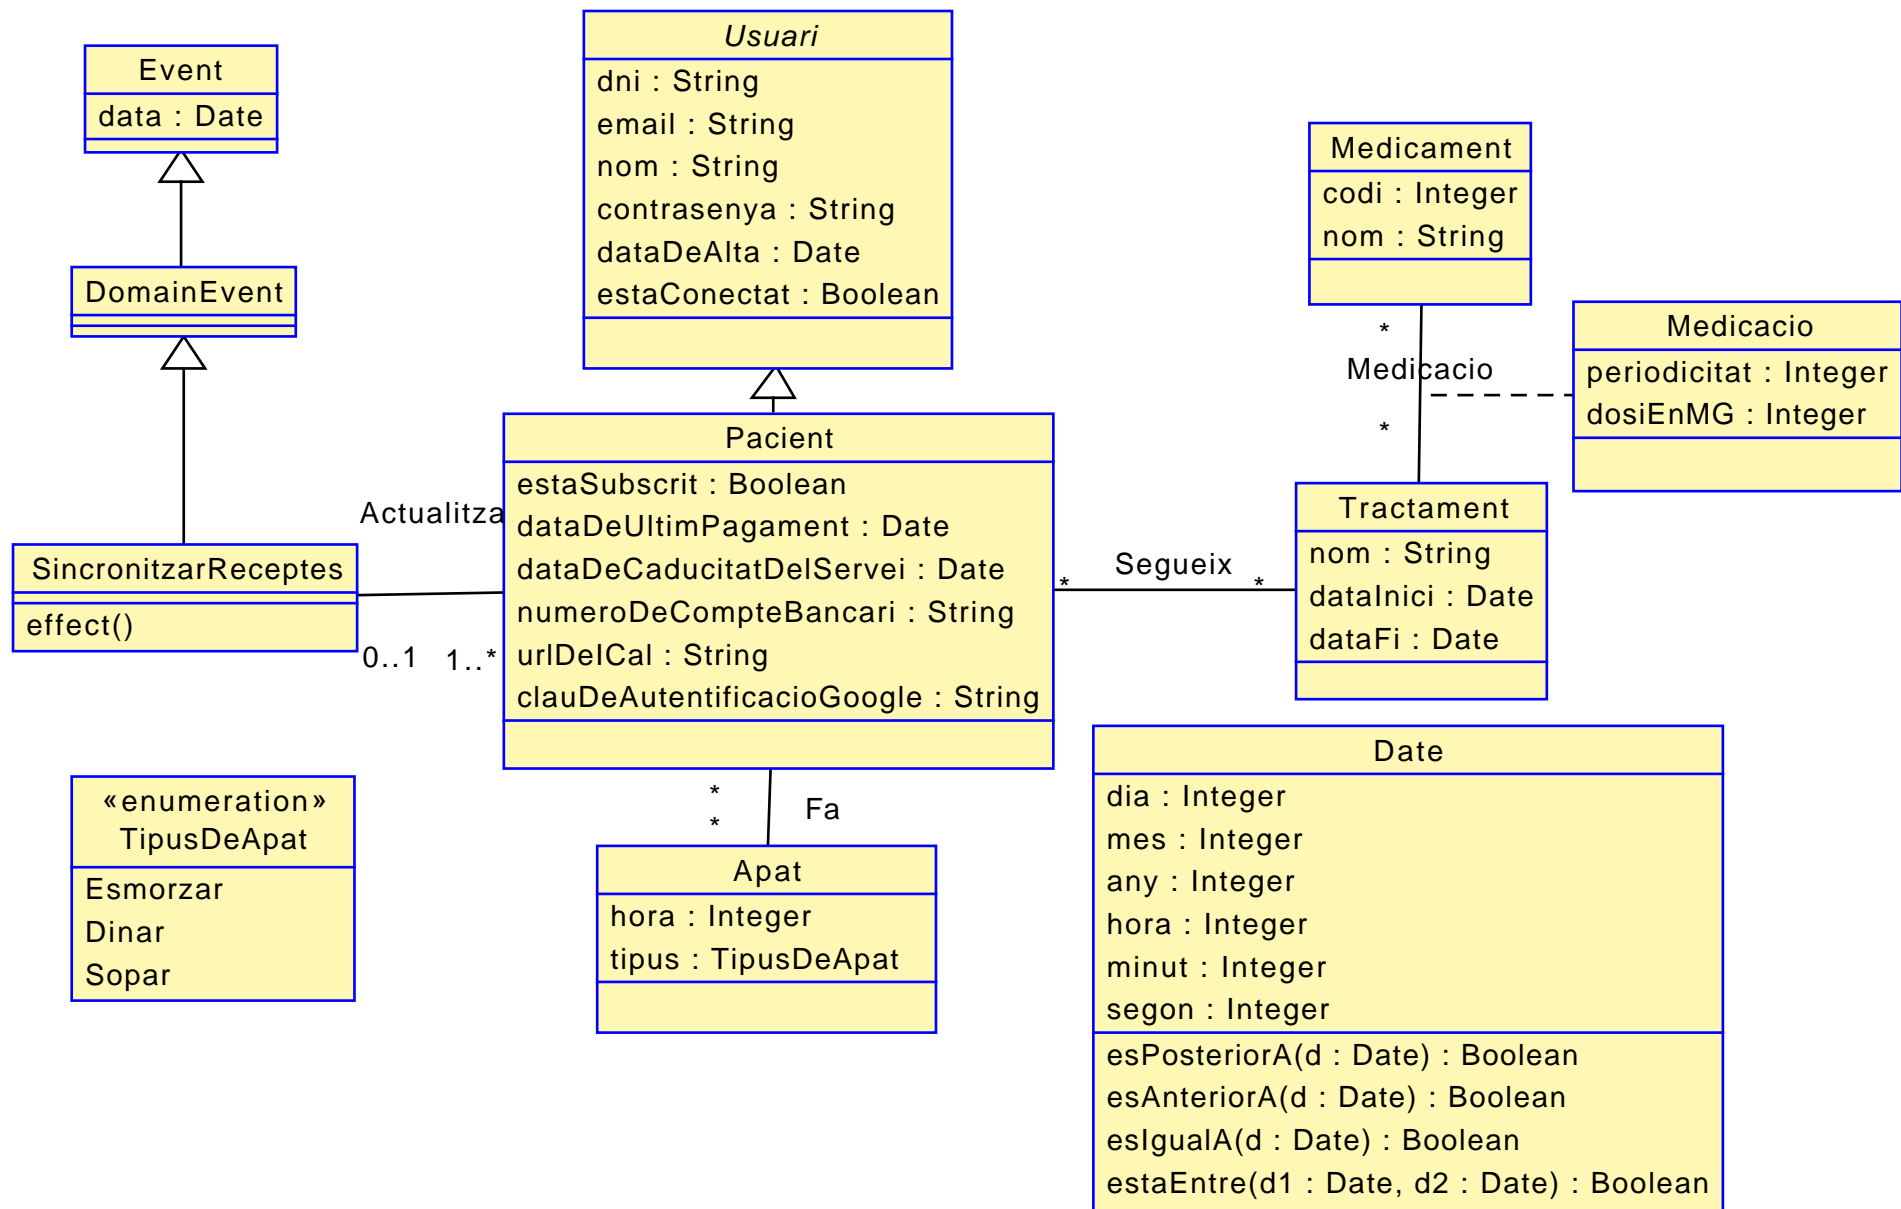 Event
data : Date
DomainEvent
SincronitzarReceptes
effect()
Actualitza
0..1
1..*
Usuari
dni : String
email : String
nom : String
contrasenya : String
dataDeAlta : Date
estaConectat : Boolean
Pacient
estaSubscrit : Boolean
dataDeUltimPagament : Date
dataDeCaducitatDelServei : Date
numeroDeCompteBancari : String
urlDelCal : String
clauDeAutentificacioGoogle : String
*
Segueix
*
Medicament
codi : Integer
nom : String
*
Medicacio
*
Medicacio
periodicitat : Integer
dosiEnMG : Integer
Tractament
nom : String
dataInici : Date
dataFi : Date
«enumeration»
TipusDeApat
Esmorzar
Dinar
Sopar
*
*
Fa
Apat
hora : Integer
tipus : TipusDeApat
Date
dia : Integer
mes : Integer
any : Integer
hora : Integer
minut : Integer
segon : Integer
esPosteriorA(d : Date) : Boolean
esAnteriorA(d : Date) : Boolean
esIgualA(d : Date) : Boolean
estaEntre(d1 : Date, d2 : Date) : Boolean